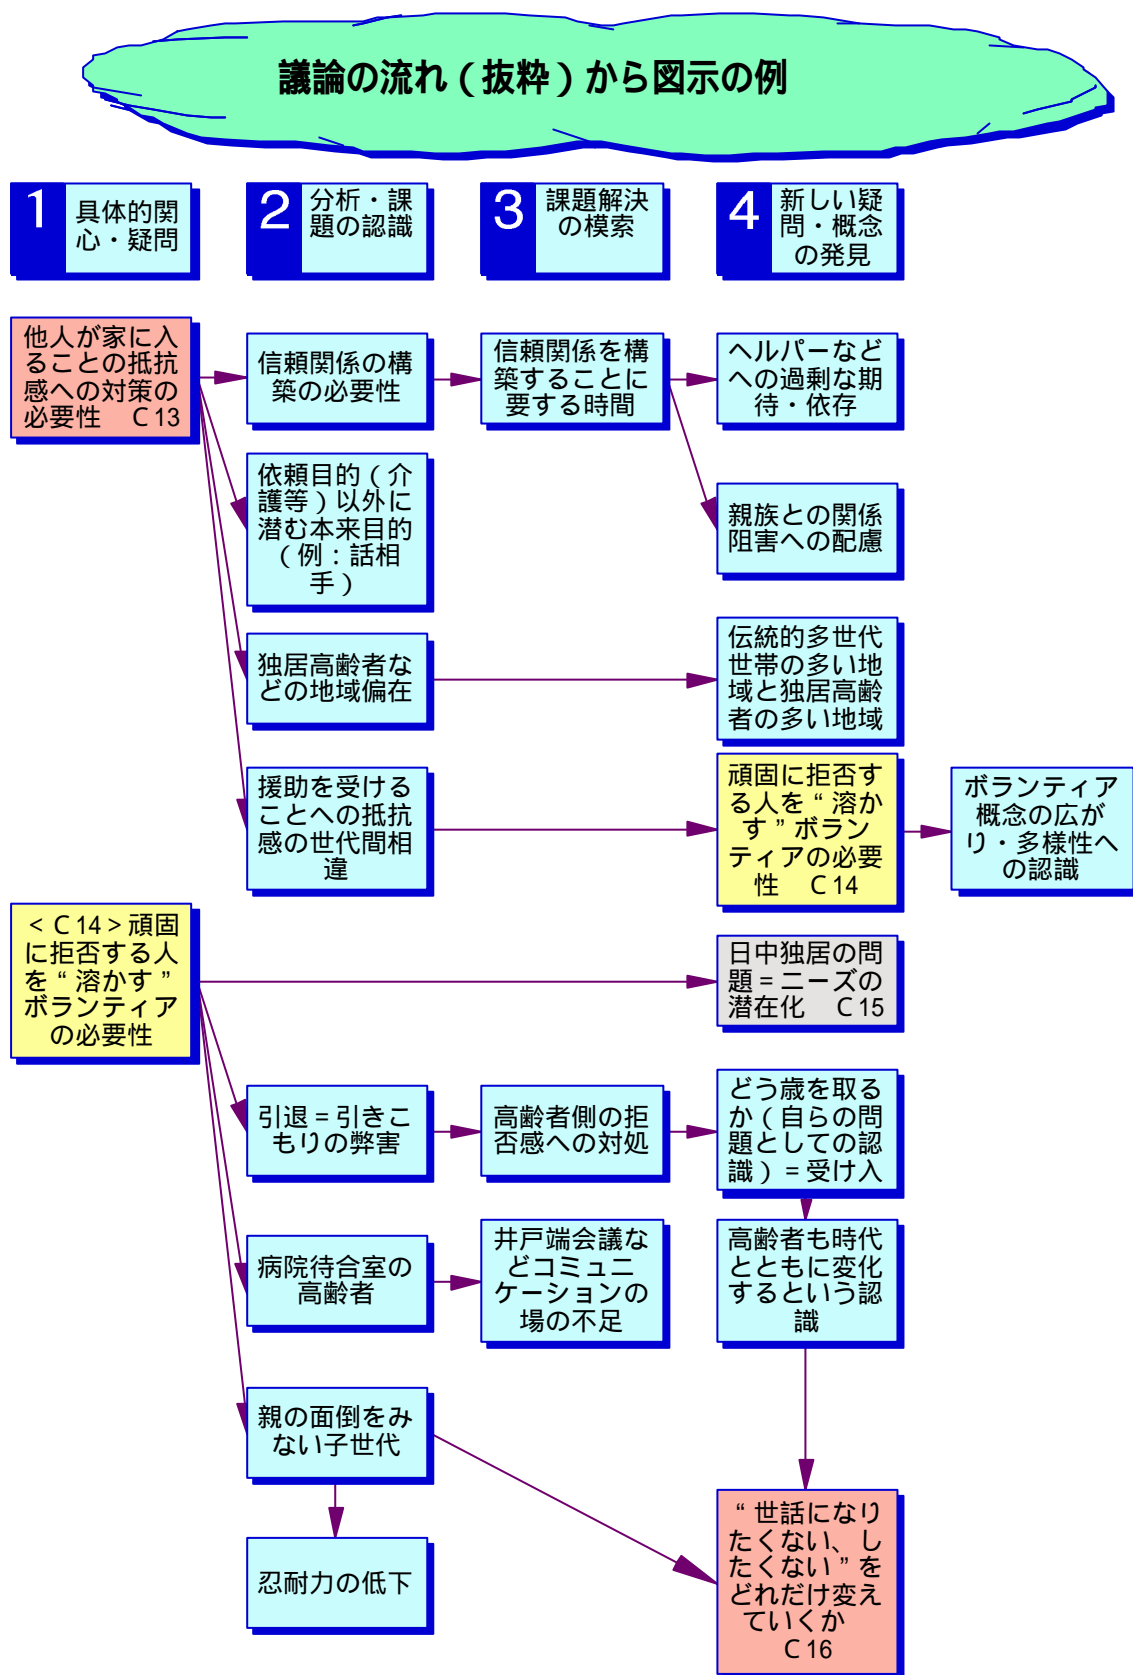 議論の流れ（抜粋）から図示の例
1
具体的関
心・疑問
2
分析・課
題の認識
3
課題解決
の模索
4
新しい疑
問・概念
の発見
他人が家に入
ることの抵抗
感への対策の
必要性　C13
信頼関係の構
築の必要性
信頼関係を構
築することに
要する時間
ヘルパーなど
への過剰な期
待・依存
依頼目的（介
護等）以外に
潜む本来目的
（例：話相
手）
親族との関係
阻害への配慮
独居高齢者な
どの地域偏在
伝統的多世代
世帯の多い地
域と独居高齢
者の多い地域
援助を受ける
ことへの抵抗
感の世代間相
違
頑固に拒否す
る人を“溶か
す”ボラン
ティアの必要
性　C14
ボランティア
概念の広が
り・多様性へ
の認識
＜C14＞頑固
に拒否する人
を“溶かす”
ボランティア
の必要性
日中独居の問
題＝ニーズの
潜在化　C15
引退＝引きこ
もりの弊害
高齢者側の拒
否感への対処
どう歳を取る
か（自らの問
題としての認
識）＝受け入
病院待合室の
高齢者
井戸端会議な
どコミュニ
ケーションの
場の不足
高齢者も時代
とともに変化
するという認
識
親の面倒をみ
ない子世代
忍耐力の低下
“世話になり
たくない、し
たくない”を
どれだけ変え
ていくか
C16